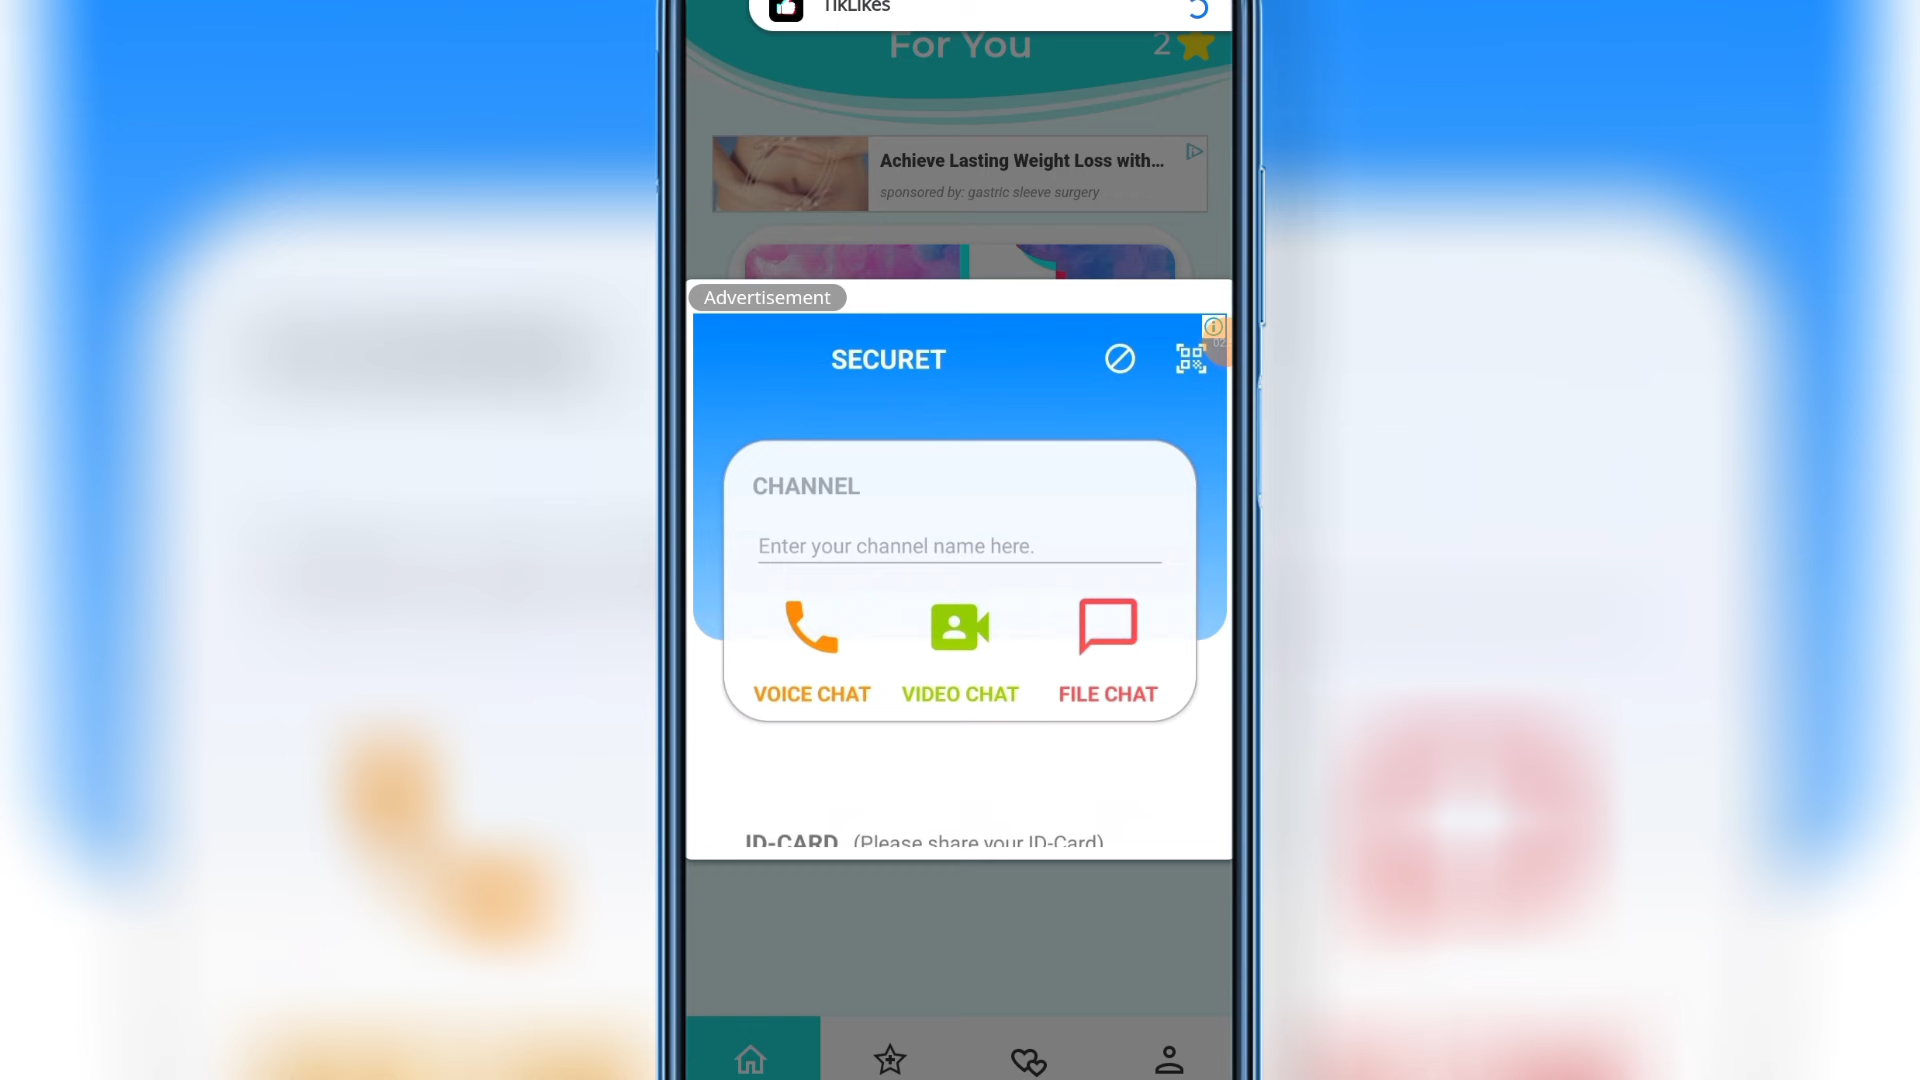 TikLikes
For You
2
Achieve Lasting Weight Loss with...
sponsored by: gastric sleeve surgery
Advertisement
SECURET
CHANNEL
Enter your channel name here.
VOICE CHAT VIDEO CHAT FILE CHAT
ID-CARD (Please share your ID-Card)